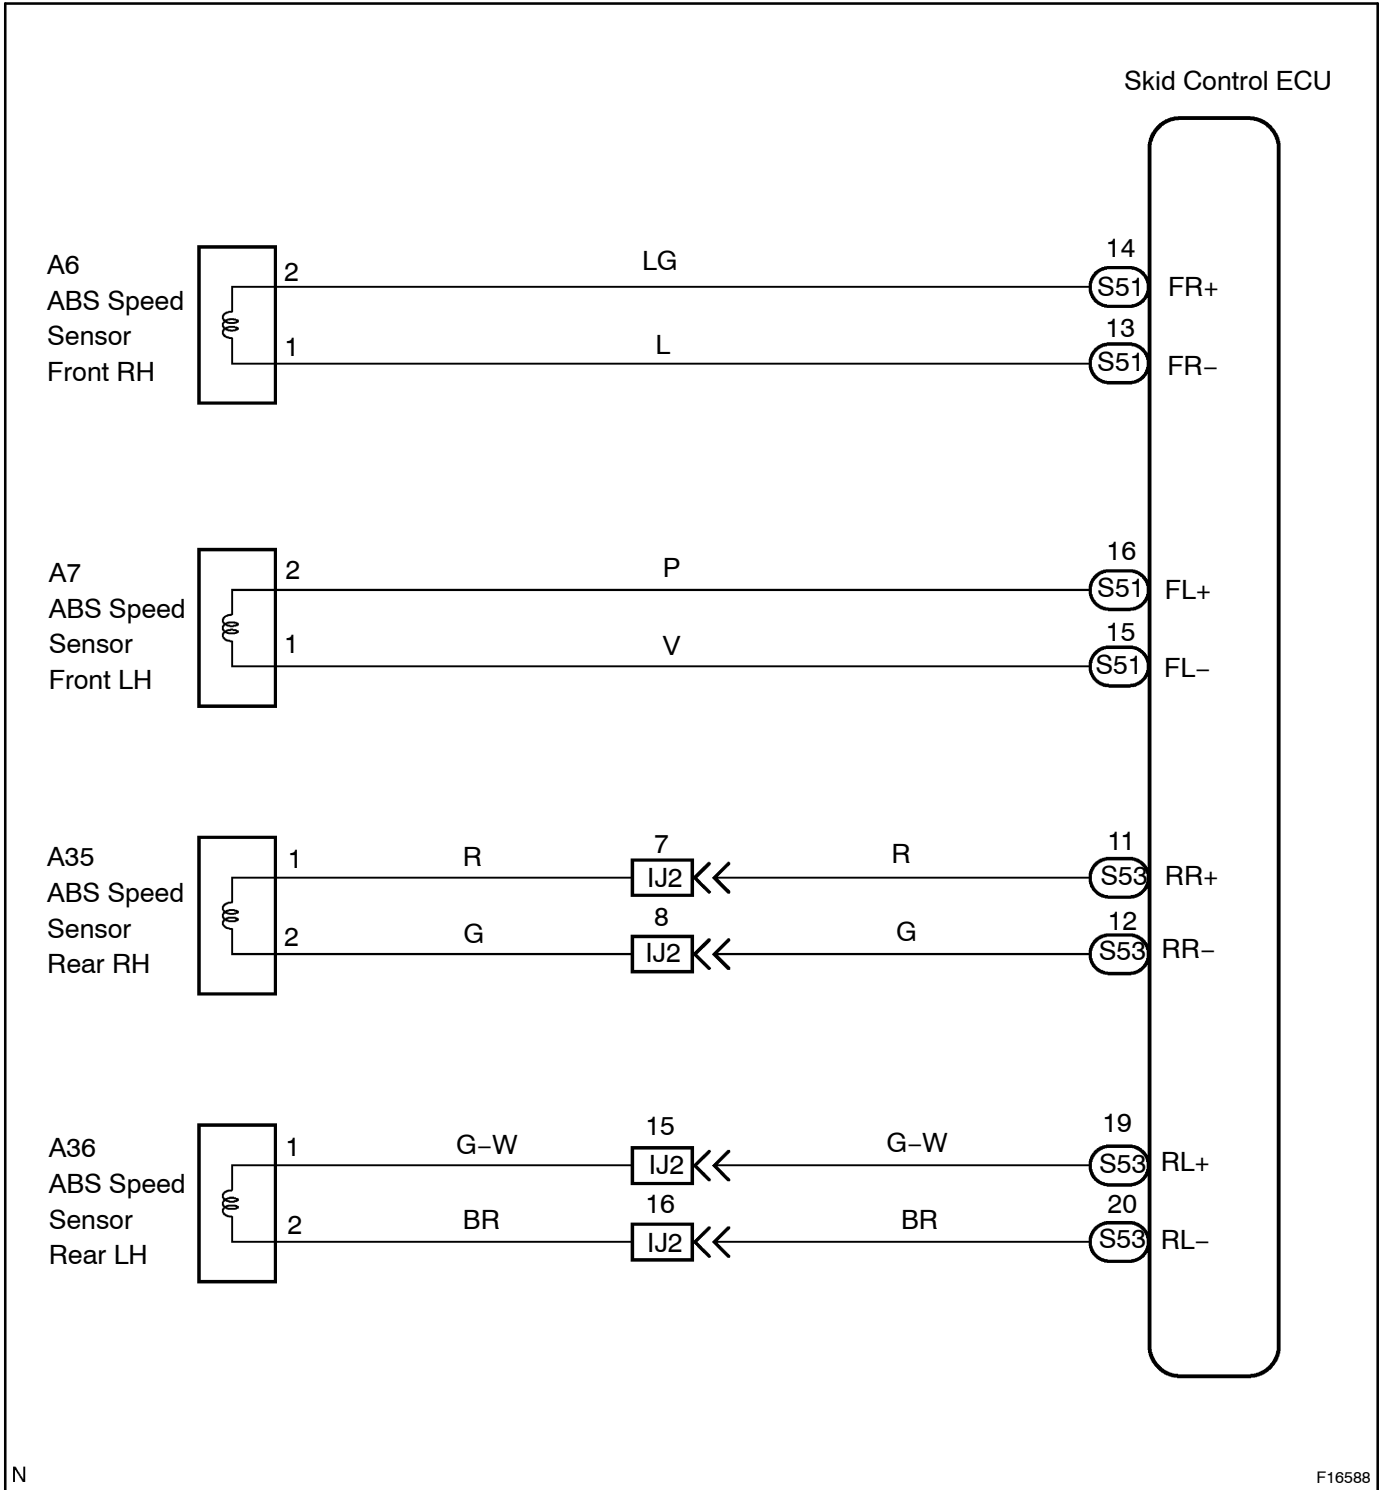 Skid Control ECU
A6
ABS Speed
Sensor
Front RH
2
LG
14
S51
FR+
1
L
13
S51
FR−
A7
ABS Speed
Sensor
Front LH
2
P
16
S51
FL+
1
V
15
S51
FL−
A35
ABS Speed
Sensor
Rear RH
1
R
7
IJ2
R
11
S53
RR+
2
G
8
IJ2
G
12
S53
RR−
A36
ABS Speed
Sensor
Rear LH
1
G−W
15
IJ2
G−W
19
S53
RL+
2
BR
16
IJ2
BR
20
S53
RL−
N
F16588